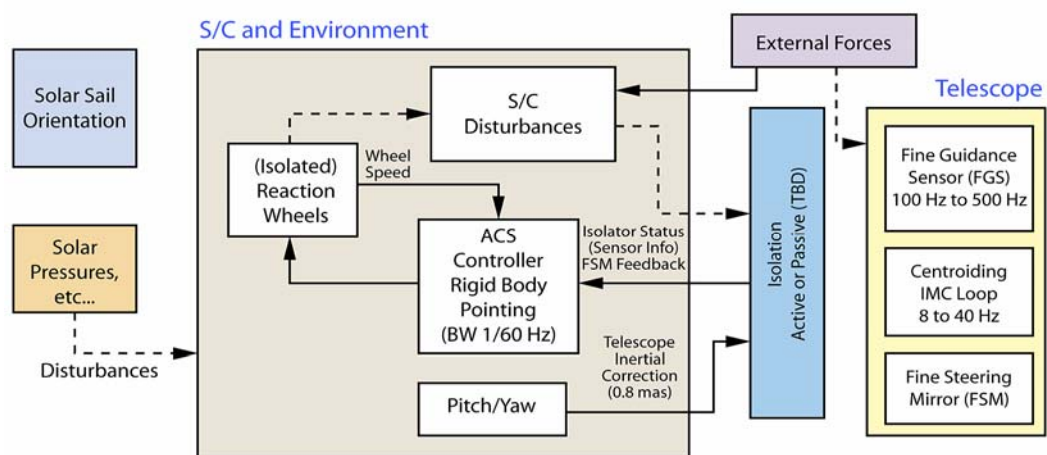 S/C and Environment
External Forces
Telescope
Solar Sail
Orientation
S/C
Disturbances
(Isolated)
Reaction
Wheels
Wheel
Speed
Fine Guidance
Sensor (FGS)
100 Hz to 500 Hz
Solar
Pressures,
etc...
ACS
Controller
Rigid Body
Pointing
(BW 1/60 Hz)
Isolator Status
(Sensor Info)
FSM Feedback
Isolation
Active or Passive (TBD)
Centroiding
IMC Loop
8 to 40 Hz
Disturbances
Telescope
Inertial
Correction
(0.8 mas)
Pitch/Yaw
Fine Steering
Mirror (FSM)